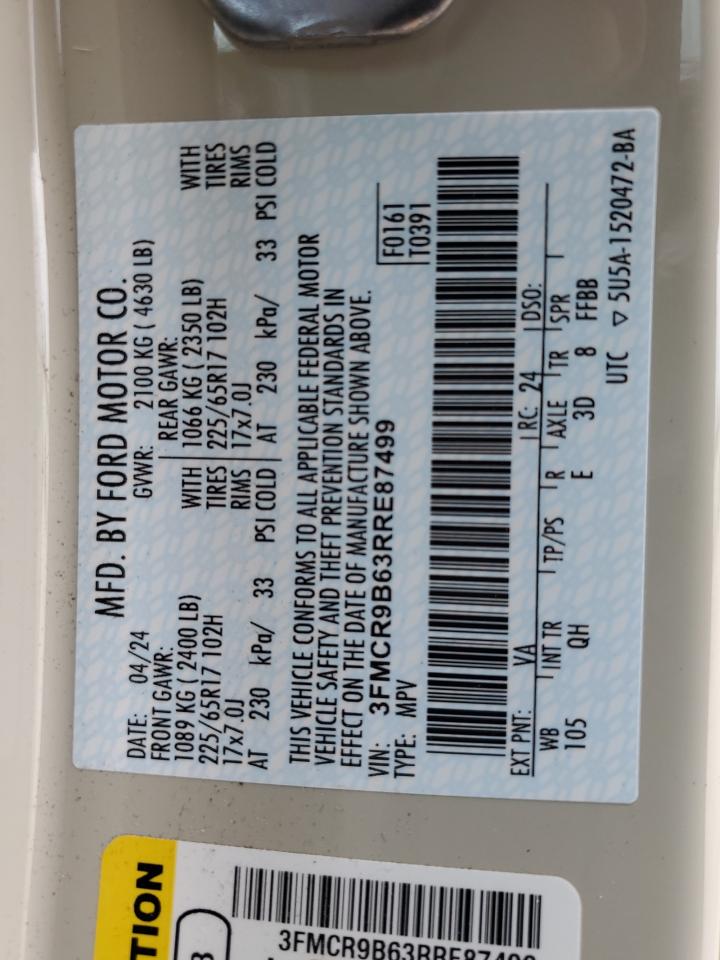 MFD. BY FORD MOTOR CO.
DATE: 04/24 GVWR: 2100 KG ( 4630 LB)
FRONT GAWR: REAR GAWR:
1089 KG ( 2400 LB) WITH 1066 KG ( 2350 LB) WITH
225/65R17 102H TIRES 225/65R17 102H TIRES
17x7.0J RIMS 17x7.0J RIMS
AT 230 kPa/ 33 PSI COLD AT 230 kPa/ 33 PSI COLD
THIS VEHICLE CONFORMS TO ALL APPLICABLE FEDERAL MOTOR
VEHICLE SAFETY AND THEFT PREVENTION STANDARDS IN
EFFECT ON THE DATE OF MANUFACTURE SHOWN ABOVE.
VIN: 3FMCR9B63RRE87499 F0161
TYPE: MPV T0391
EXT PNT: VA RC: 24 DSO:
WB INT TR TP/PS R AXLE TR SPR
105 QH E 3D 8 FFBB
UTC ▽ 5U5A-1520472-BA
TION
3FMCR9B63RRE87499